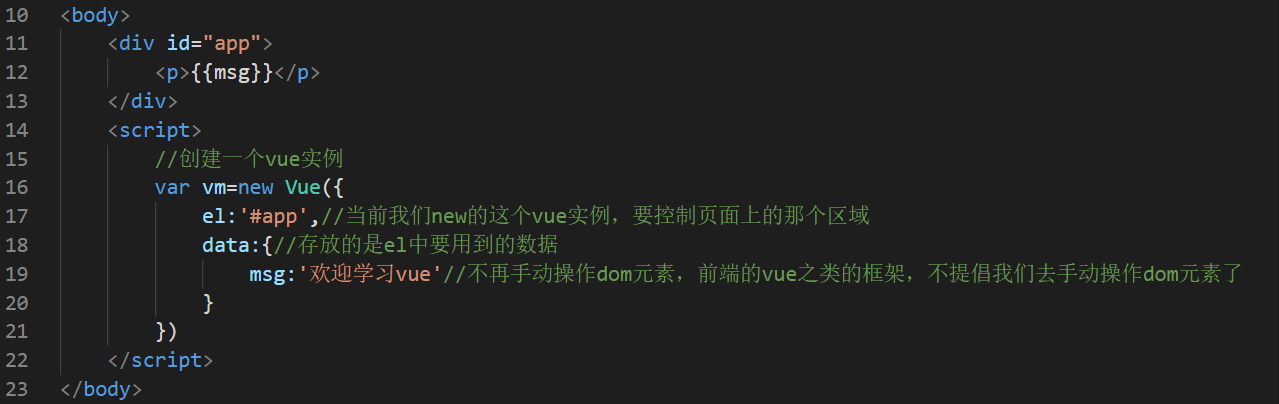 10 <body>
11     <div id="app">
12         <p>{{msg}}</p>
13     </div>
14     <script>
15         //创建一个vue实例
16         var vm=new Vue({
17             el:'#app',//当前我们new的这个vue实例，要控制页面上的那个区域
18             data:{//存放的是el中要用到的数据
19                 msg:'欢迎学习vue'//不再手动操作dom元素，前端的vue之类的框架，不提倡我们去手动操作dom元素了
20             }
21         })
22     </script>
23 </body>